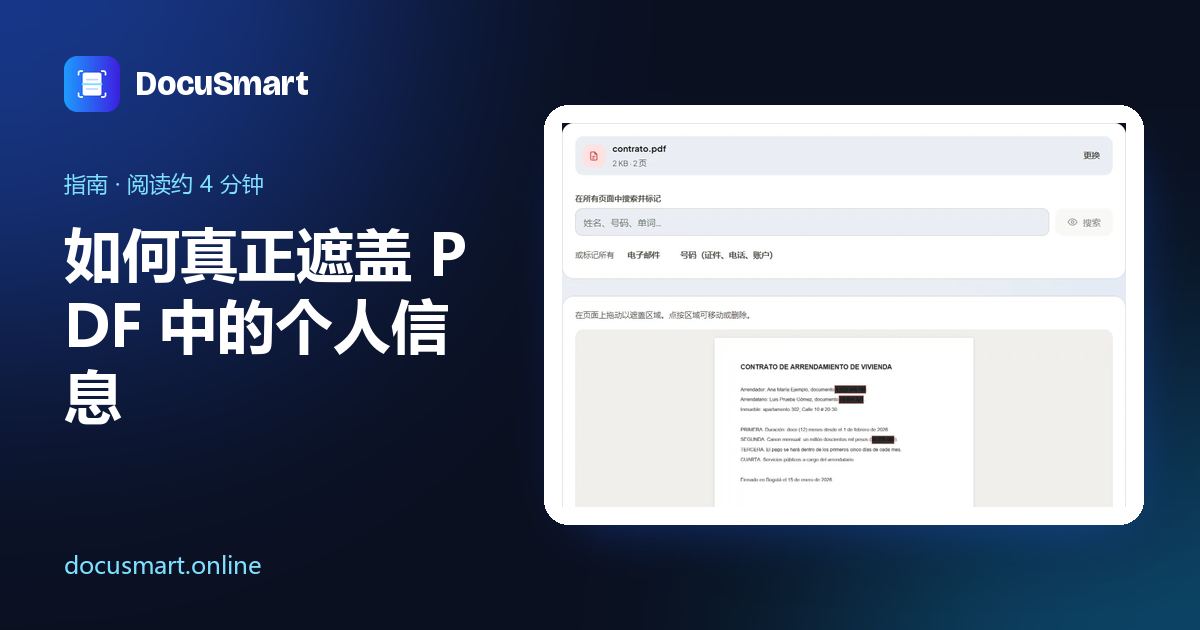 DocuSmart
指南 · 阅读约 4 分钟
如何真正遮盖 P
DF 中的个人信
息
docusmart.online
contrato.pdf
2 KB · 2 页
更换
在所有页面中搜索并标记
姓名、号码、单词...
搜索
或标记所有 电子邮件 号码（证件、电话、账户）
在页面上拖动以遮盖区域。点按区域可移动或删除。
CONTRATO DE ARRENDAMIENTO DE VIVIENDA
Arrendador: Ana María Ejemplo, documento
Arrendatario: Luis Prueba Gómez, documento
Inmueble: apartamento 302, Calle 10 # 20-30
PRIMERA. Duración: doce (12) meses desde el 1 de febrero de 2026.
SEGUNDA. Canon mensual: un millón doscientos mil pesos (
TERCERA. El pago se hará dentro de los primeros cinco días de cada mes.
CUARTA. Servicios públicos a cargo del arrendatario.
Firmado en Bogotá el 15 de enero de 2026.